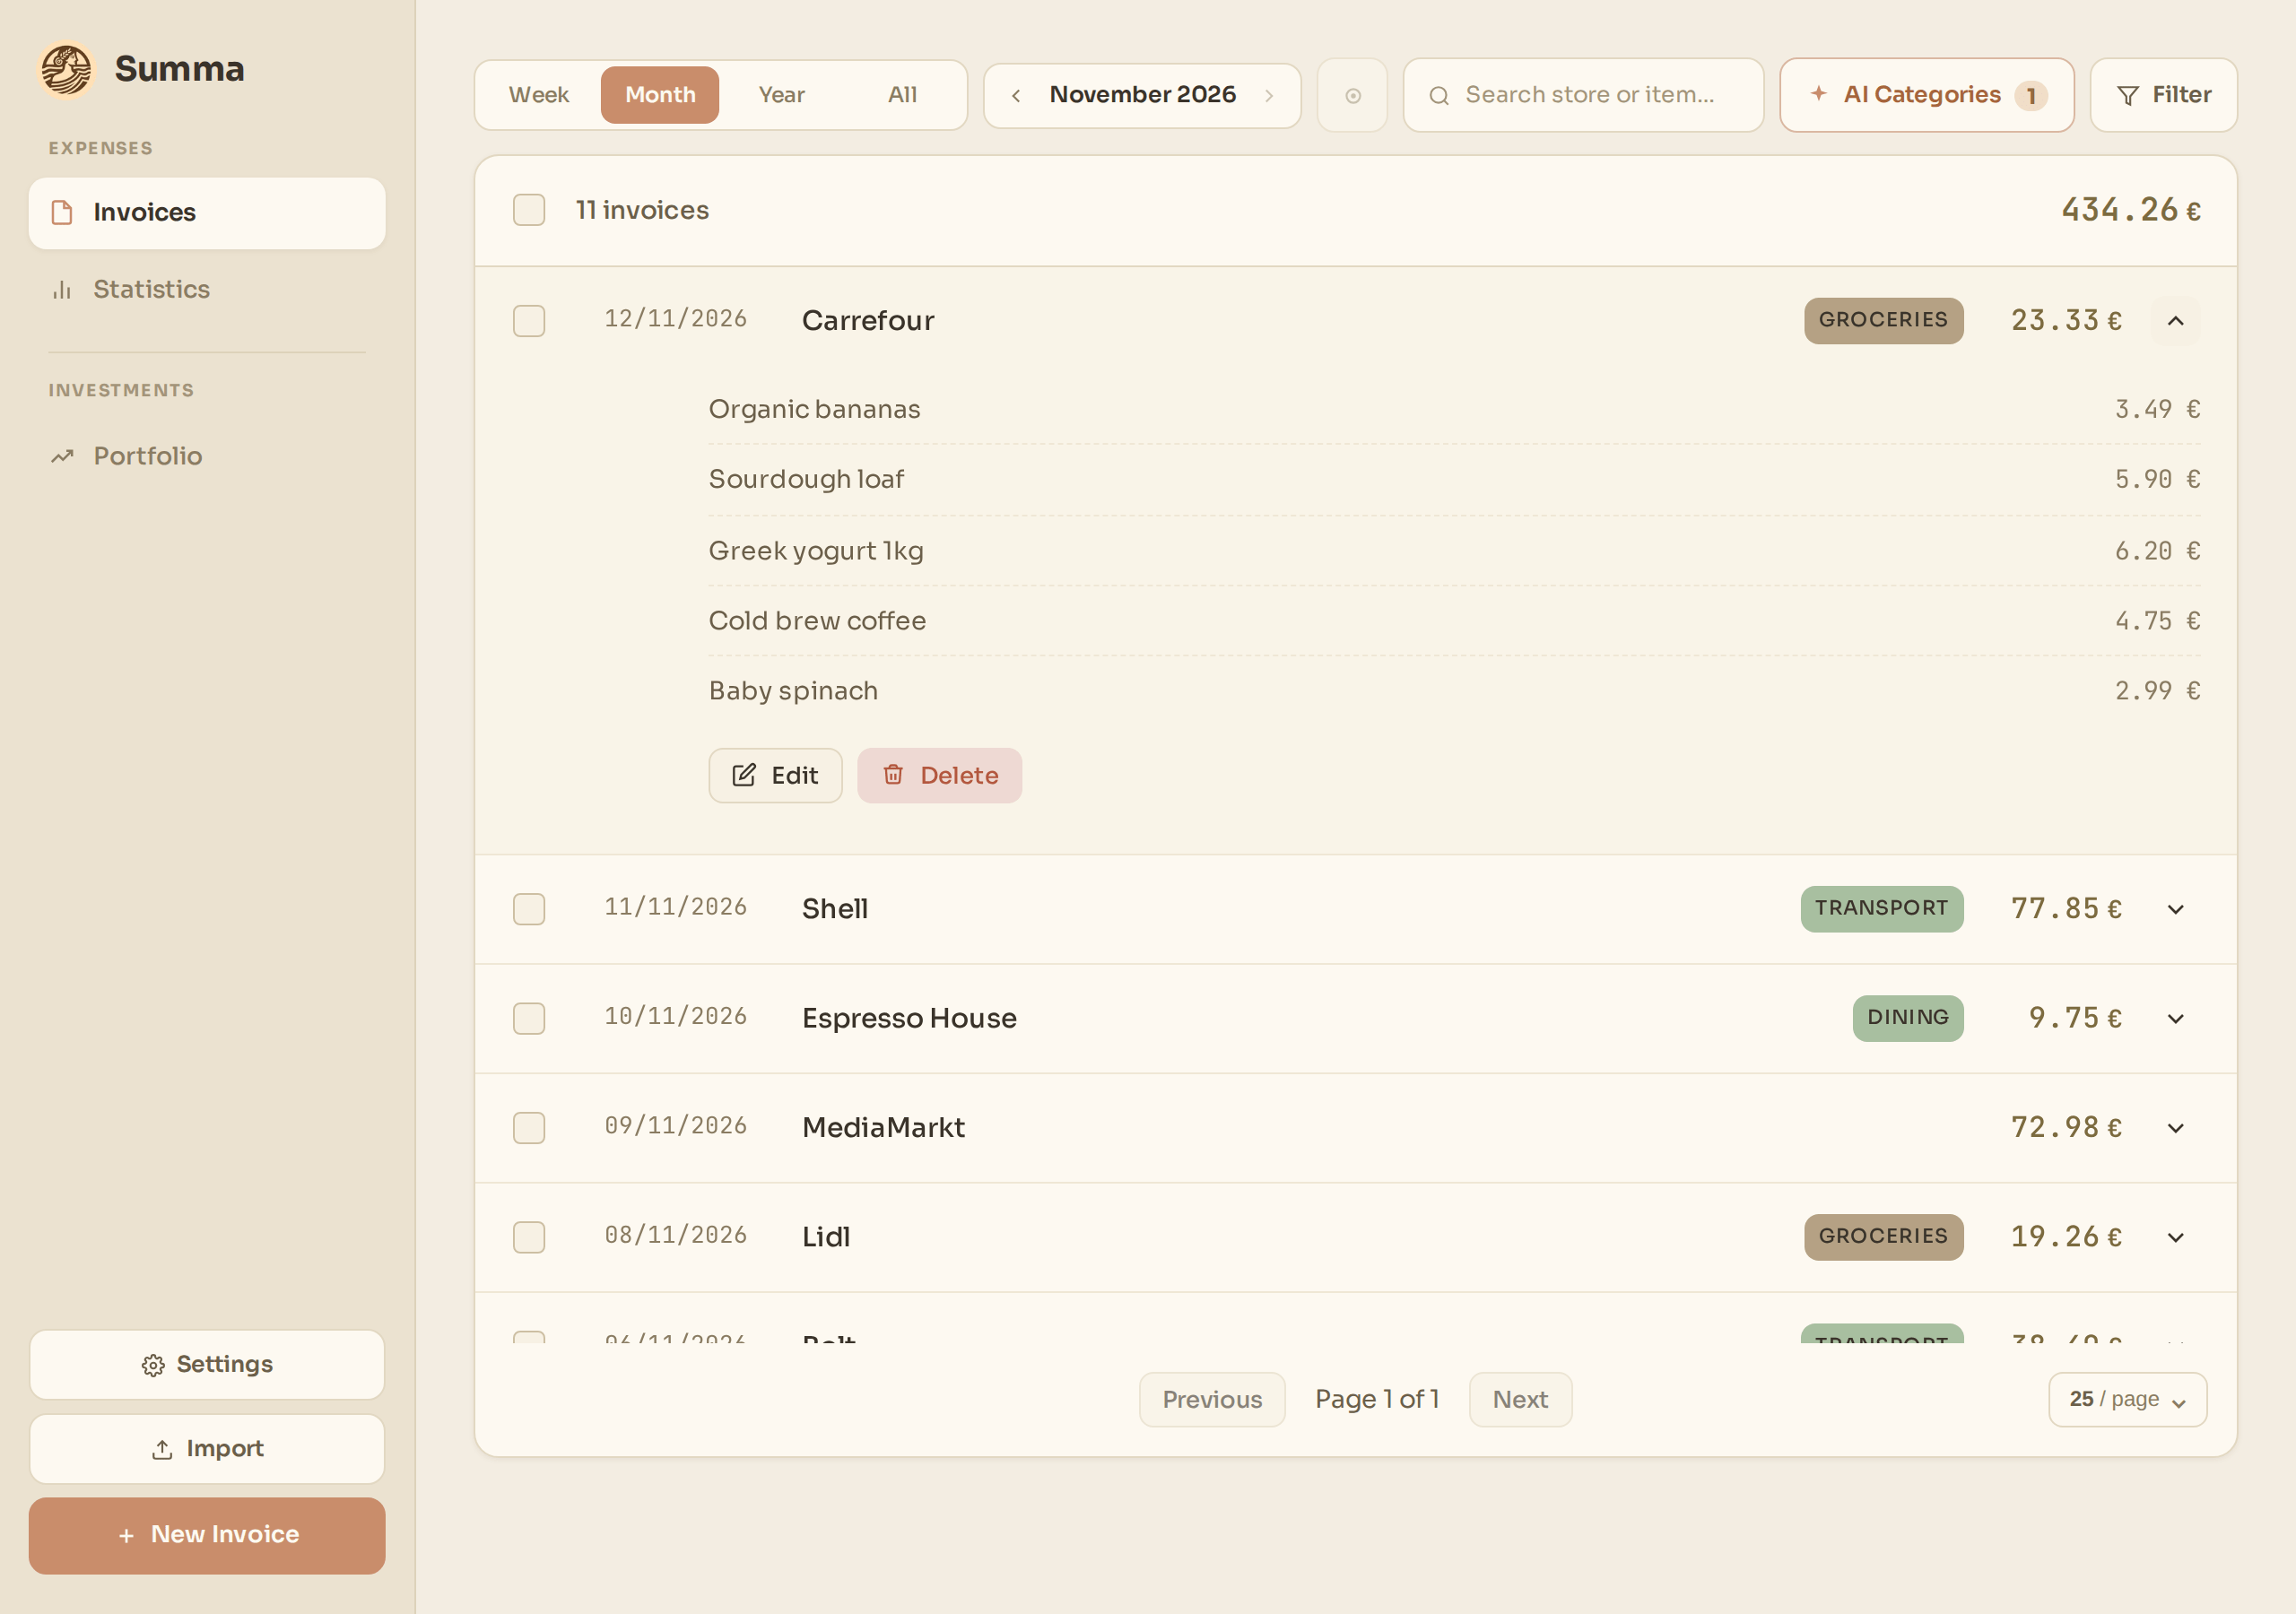 Summa
EXPENSES
Invoices
Statistics
INVESTMENTS
Portfolio
Settings
Import
+ New Invoice
Week Month Year All
November 2026
Search store or item...
AI Categories 1
Filter
11 invoices 434.26 €
12/11/2026 Carrefour GROCERIES 23.33 €
Organic bananas 3.49 €
Sourdough loaf 5.90 €
Greek yogurt 1kg 6.20 €
Cold brew coffee 4.75 €
Baby spinach 2.99 €
Edit Delete
11/11/2026 Shell TRANSPORT 77.85 €
10/11/2026 Espresso House DINING 9.75 €
09/11/2026 MediaMarkt 72.98 €
08/11/2026 Lidl GROCERIES 19.26 €
06/11/2026 Bolt TRANSPORT
Previous Page 1 of 1 Next 25 / page